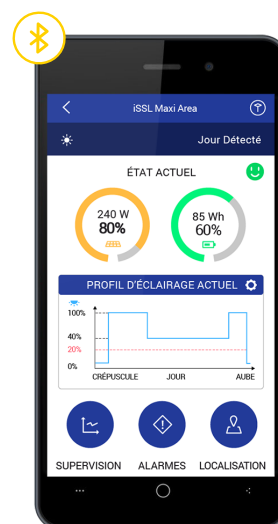 iSSL Maxi Area
Jour Détecté
ÉTAT ACTUEL
240 W
80%
85 Wh
60%
PROFIL D'ÉCLAIRAGE ACTUEL
100%
40%
20%
0%
CRÉPUSCULE JOUR AUBE
SUPERVISION ALARMES LOCALISATION